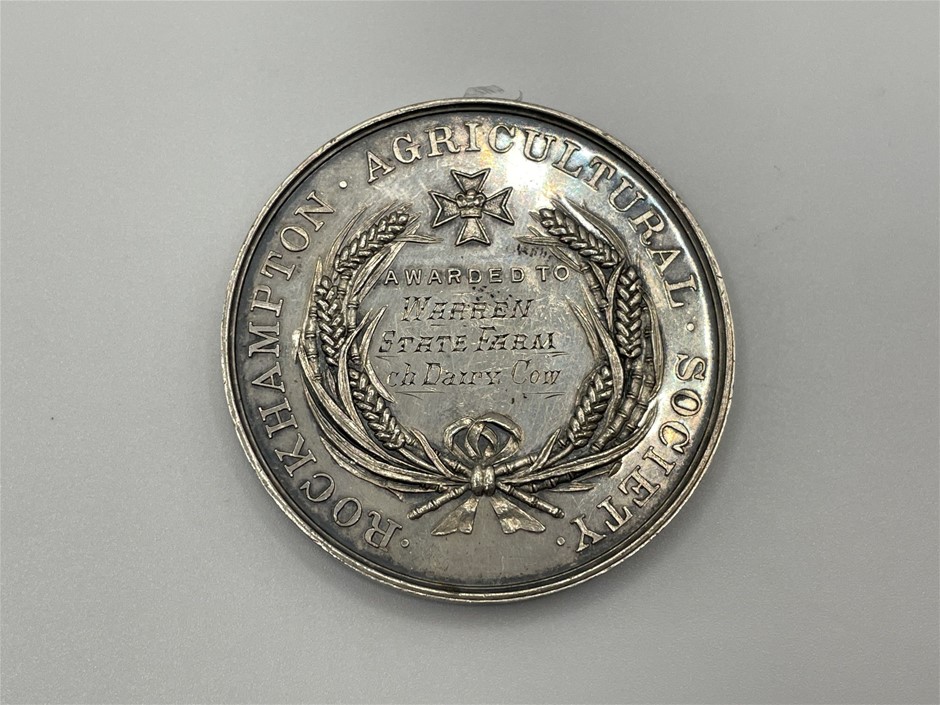 ROCKHAMPTON · AGRICULTURAL · SOCIETY ·
AWARDED TO
WARREN
STATE FARM
ch Dairy Cow